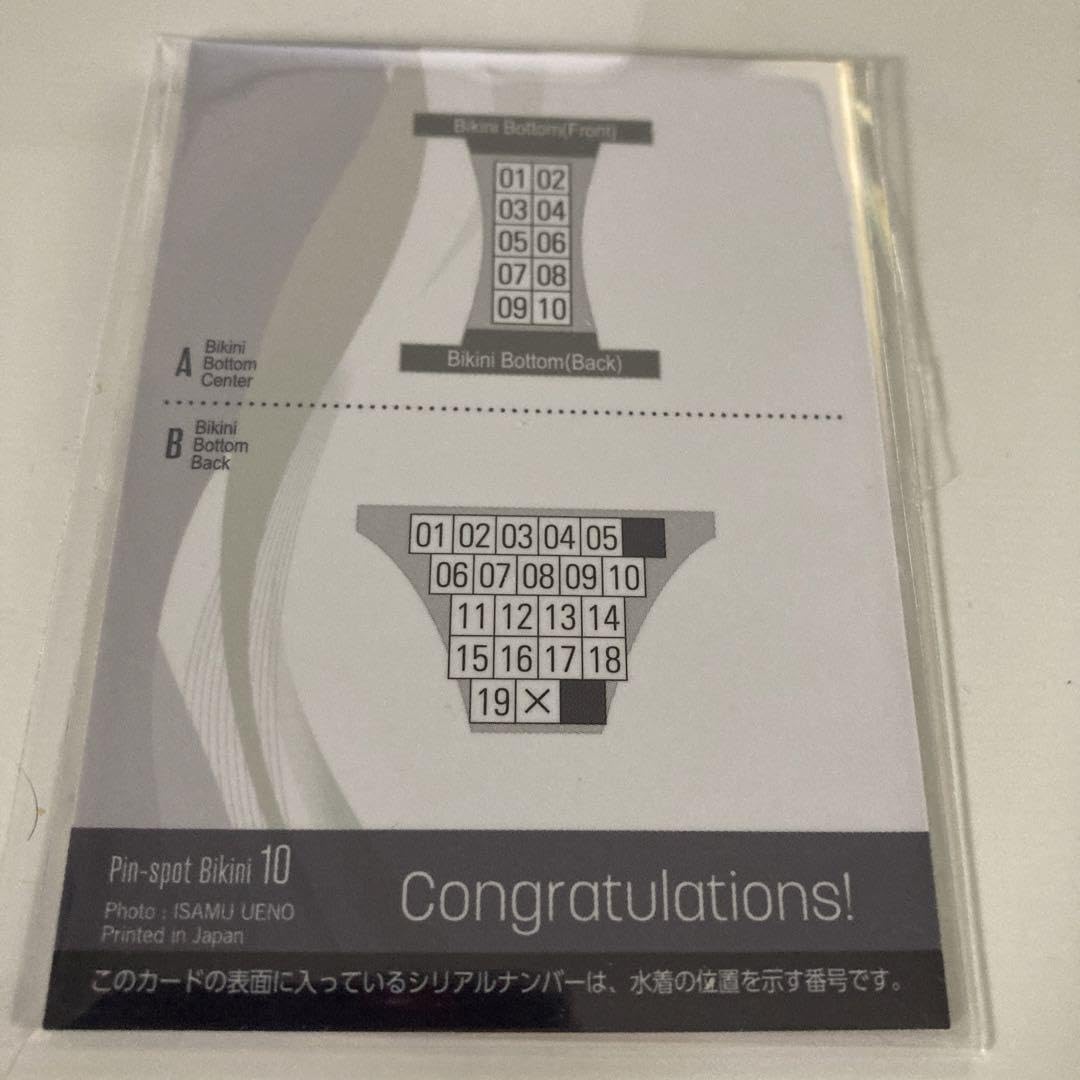 Bikini Bottom(Front)
01 02
03 04
05 06
07 08
09 10
Bikini Bottom(Back)
A Bikini
Bottom
Center
B Bikini
Bottom
Back
01 02 03 04 05
06 07 08 09 10
11 12 13 14
15 16 17 18
19 ×
Pin-spot Bikini 10
Photo : ISAMU UENO
Printed in Japan
Congratulations!
このカードの表面に入っているシリアルナンバーは、水着の位置を示す番号です。